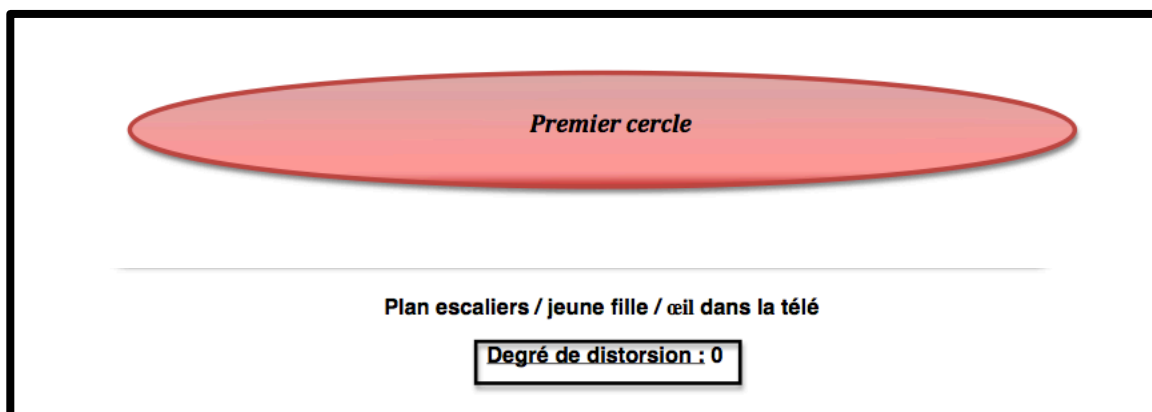 Premier cercle
Plan escaliers / jeune fille / œil dans la télé
Degré de distorsion : 0